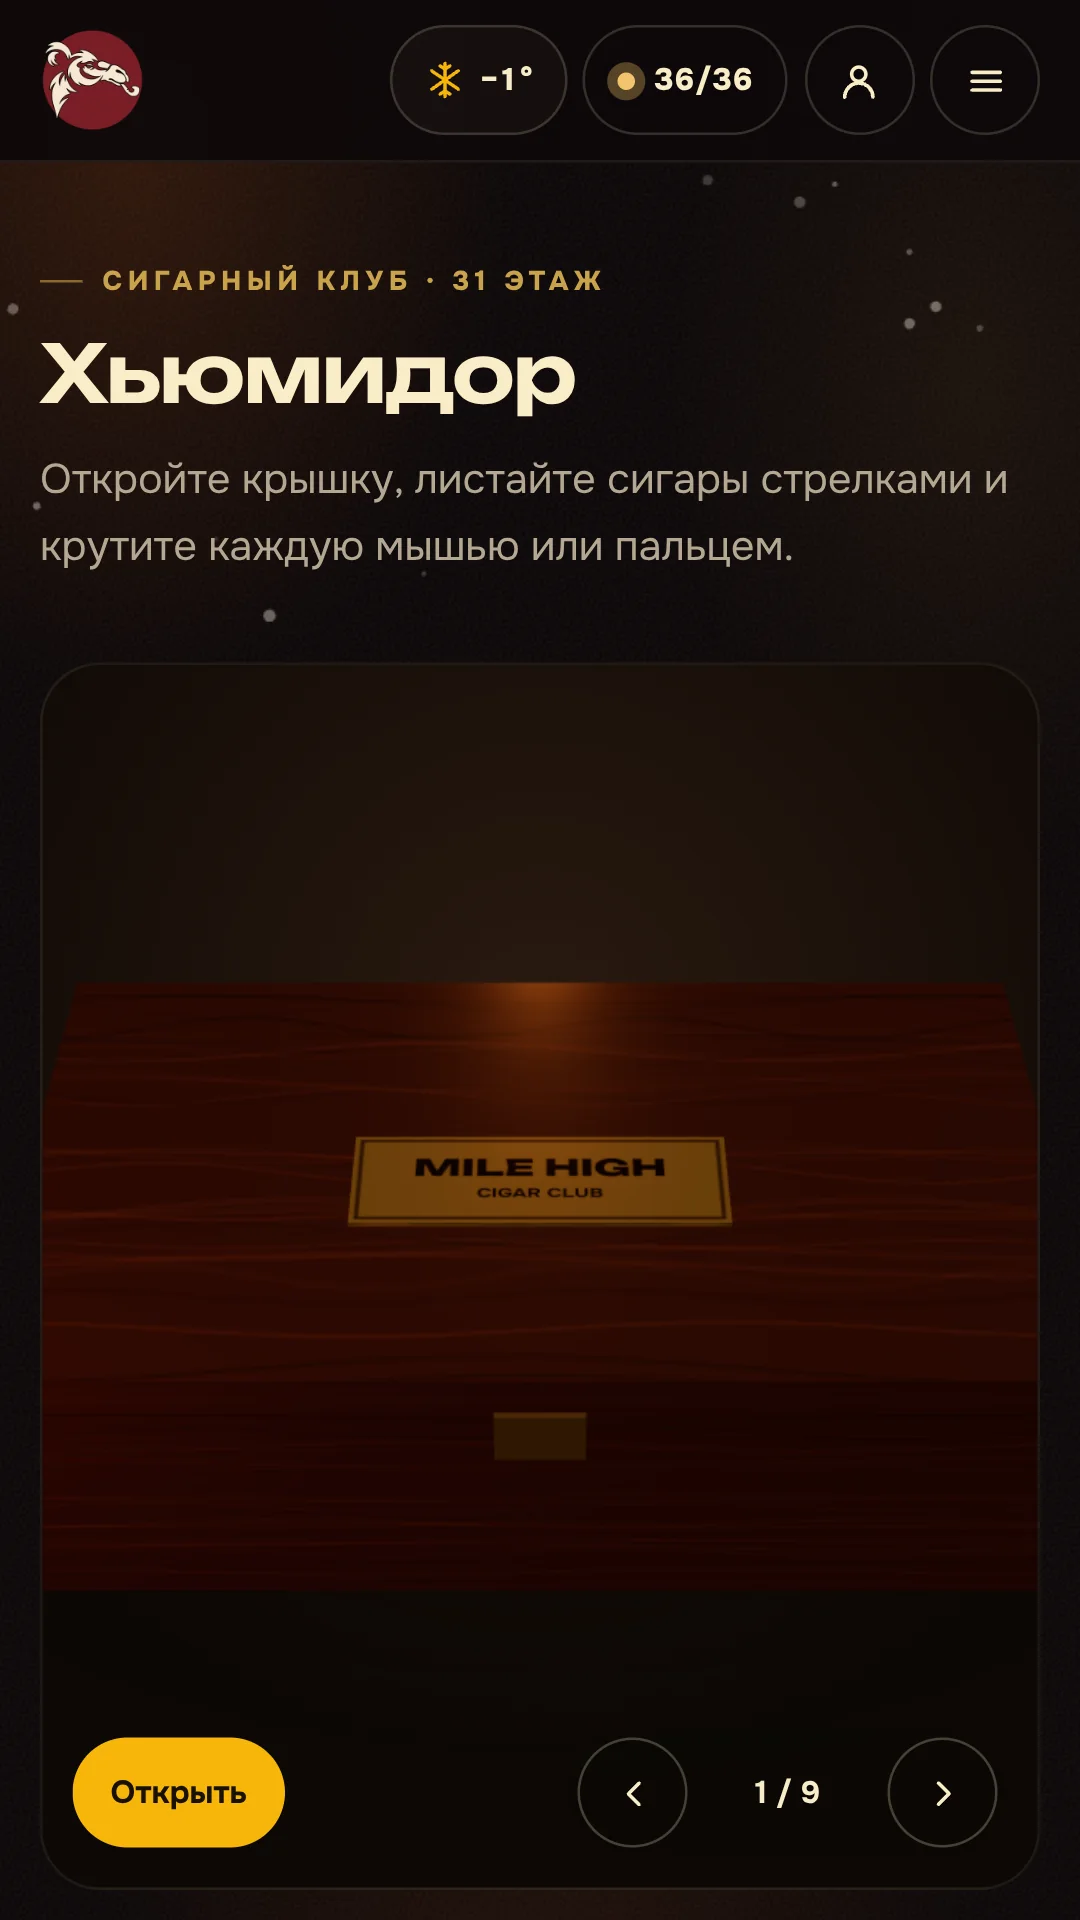 −1°
36/36
СИГАРНЫЙ КЛУБ · 31 ЭТАЖ
Хьюмидор
Откройте крышку, листайте сигары стрелками и
крутите каждую мышью или пальцем.
MILE HIGH
CIGAR CLUB
Открыть
1 / 9